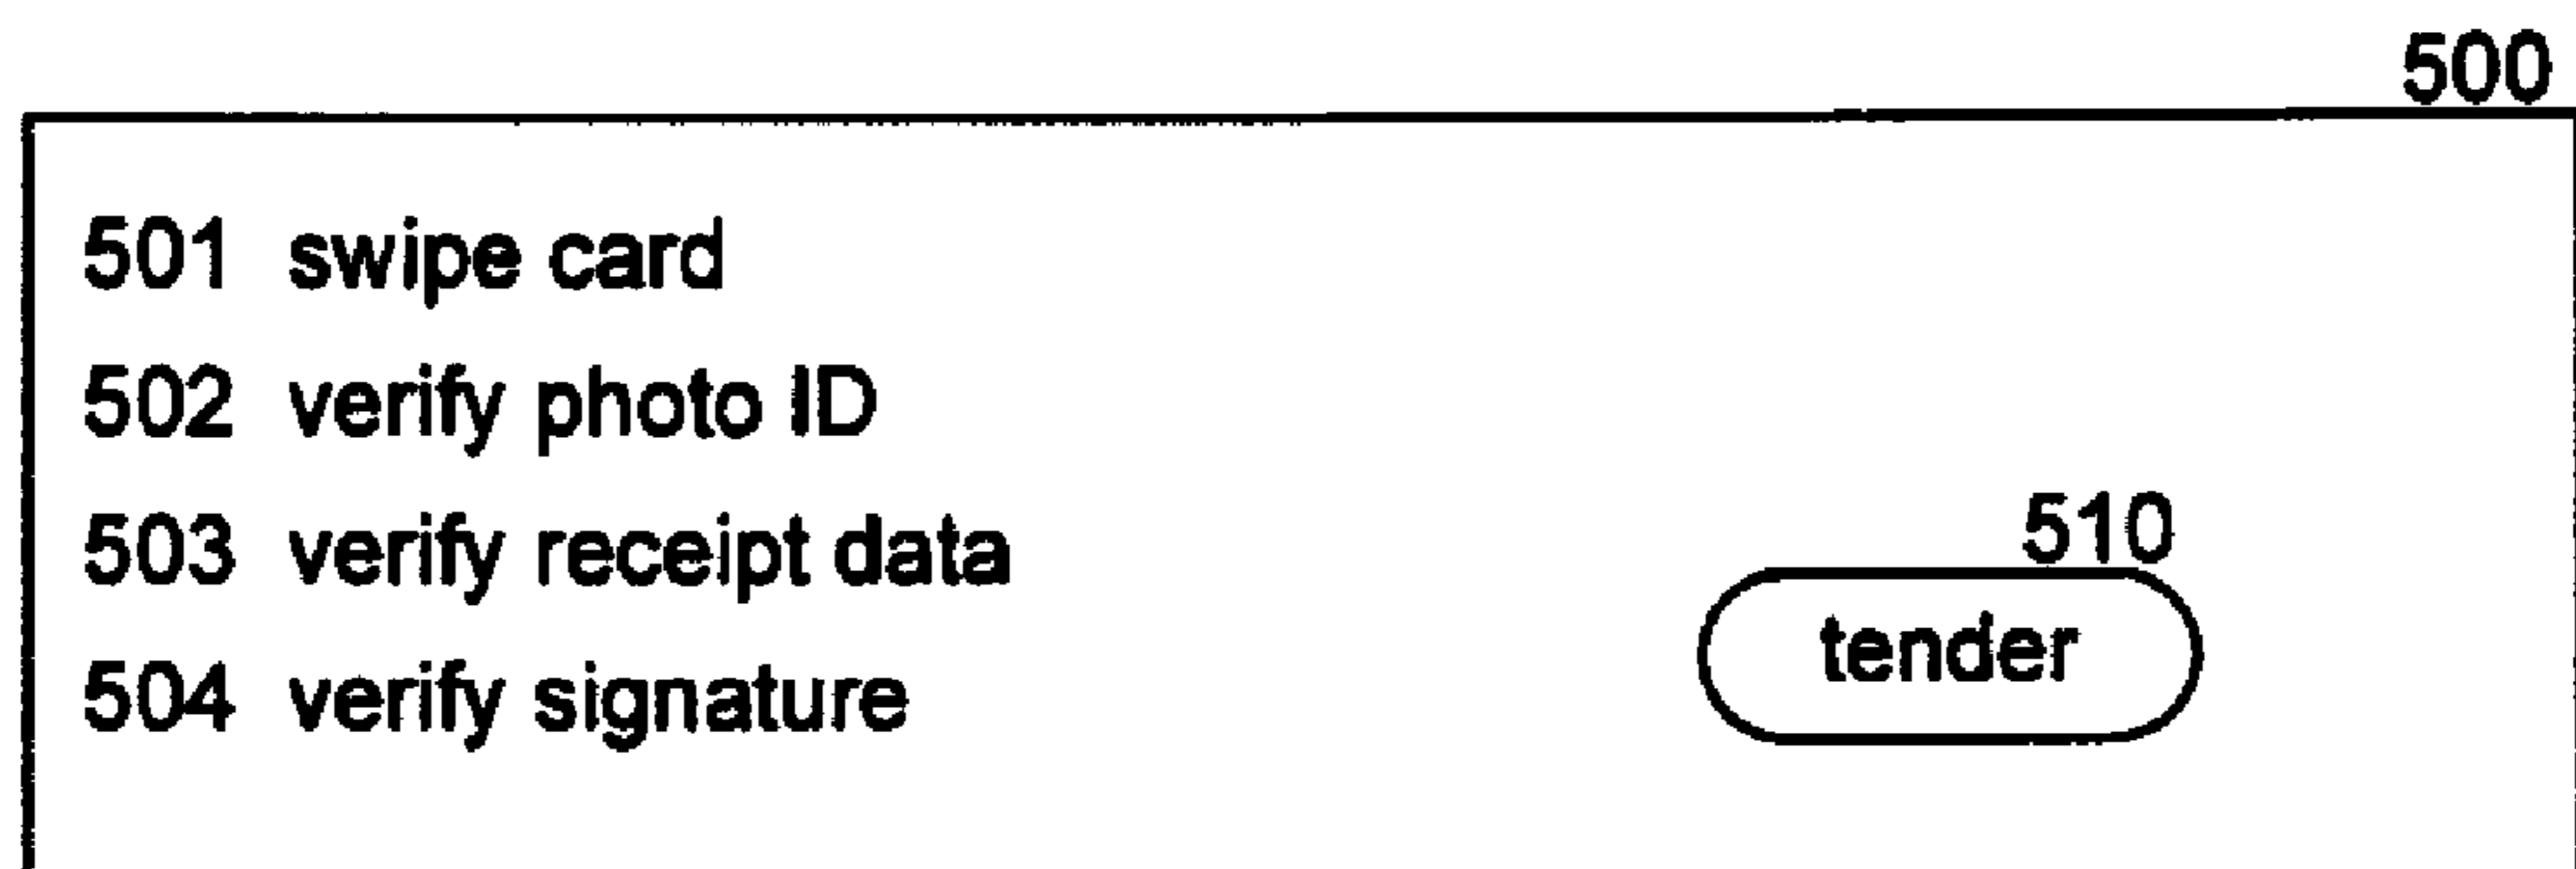 500
501 swipe card
502 verify photo ID
503 verify receipt data
510
tender
504 verify signature